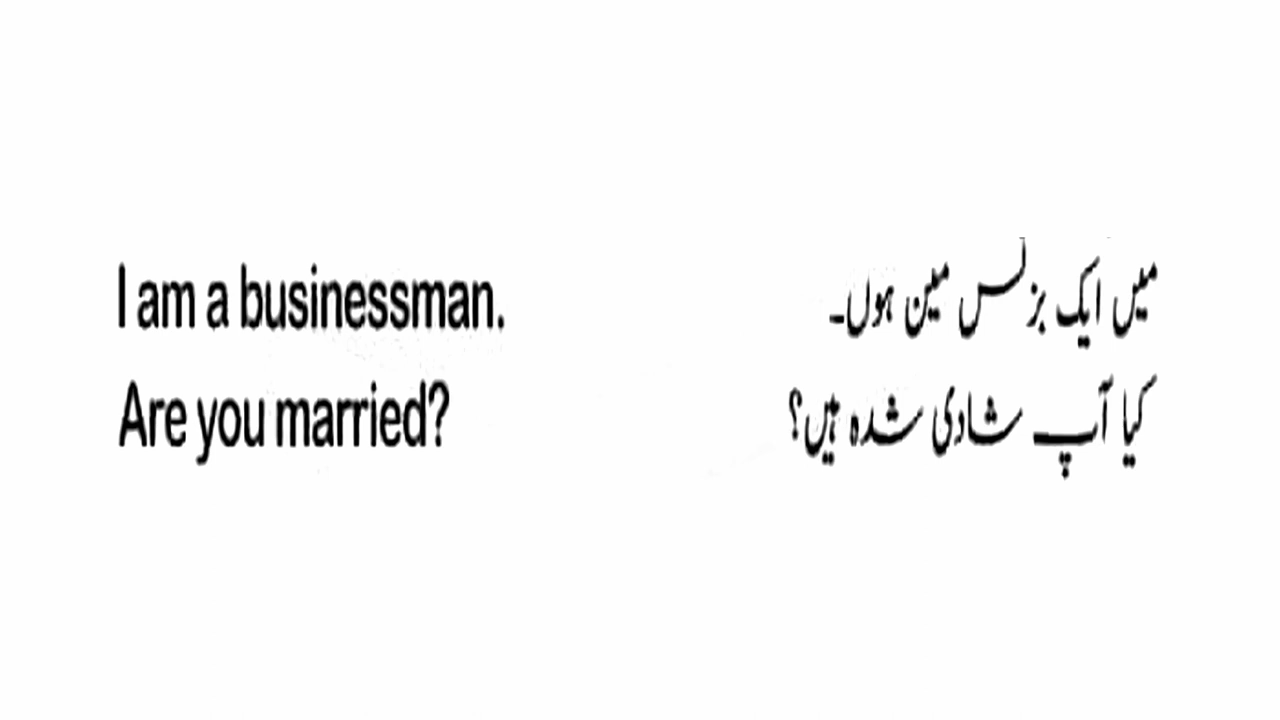 I am a businessman. میں ایک بزنس مین ہوں۔
Are you married? کیا آپ شادی شدہ ہیں؟